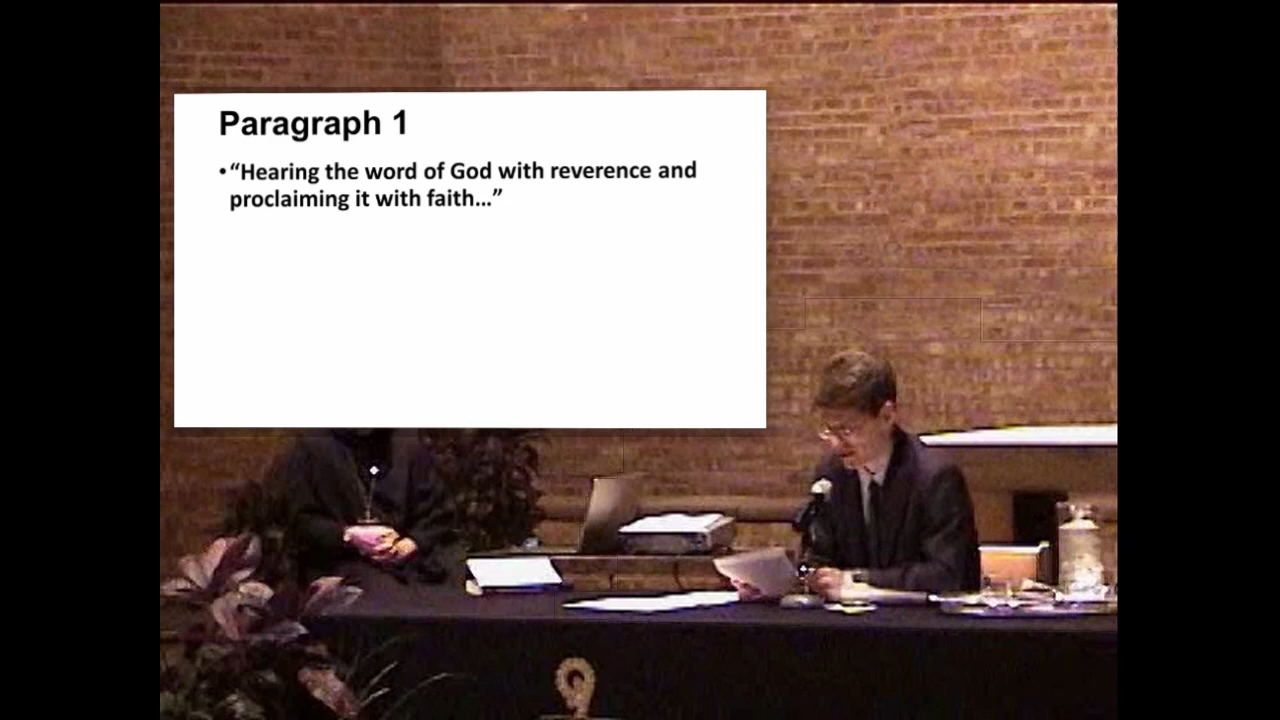 Paragraph 1
• “Hearing the word of God with reverence and
proclaiming it with faith...”